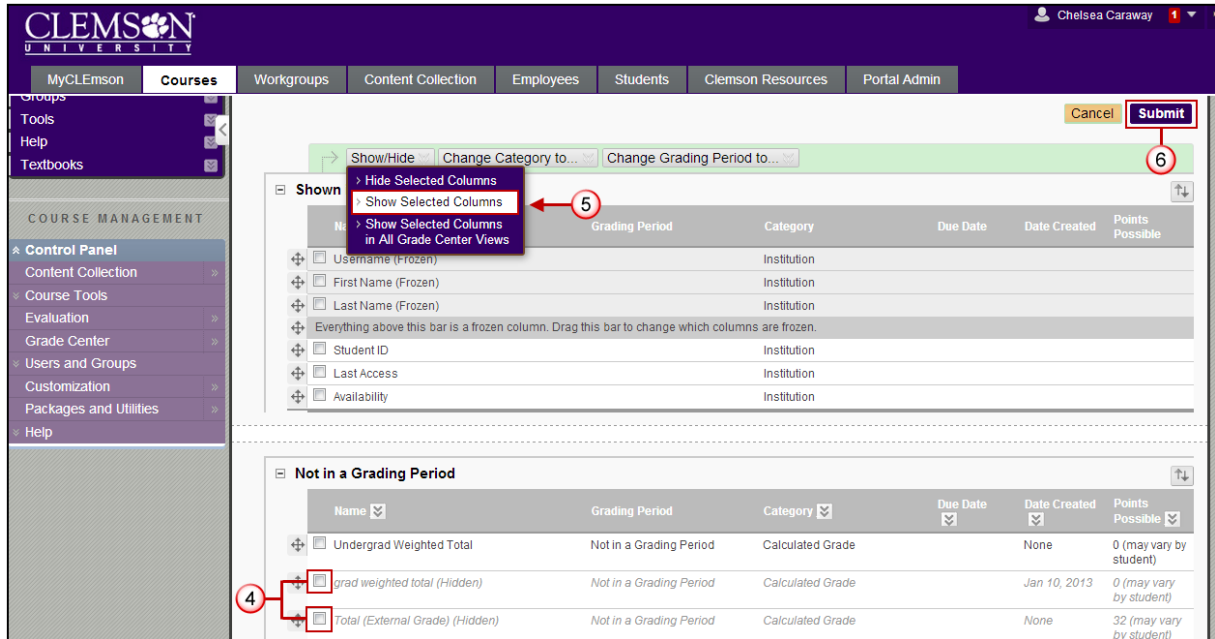 CLEMSON
UNIVERSITY
Chelsea Caraway 1
MyCLEmson Courses Workgroups Content Collection Employees Students Clemson Resources Portal Admin
Groups
Tools
Help
Textbooks
COURSE MANAGEMENT
Control Panel
Content Collection
Course Tools
Evaluation
Grade Center
Users and Groups
Customization
Packages and Utilities
Help
Cancel Submit
6
Show/Hide Change Category to... Change Grading Period to...
> Hide Selected Columns
> Show Selected Columns
> Show Selected Columns
in All Grade Center Views
5
Shown
Grading Period Category Due Date Date Created Points
Possible
Username (Frozen) Institution
First Name (Frozen) Institution
Last Name (Frozen) Institution
Everything above this bar is a frozen column. Drag this bar to change which columns are frozen.
Student ID Institution
Last Access Institution
Availability Institution
Not in a Grading Period
Name Grading Period Category Due Date Date Created Points
Possible
Undergrad Weighted Total Not in a Grading Period Calculated Grade None 0 (may vary by
student)
grad weighted total (Hidden) Not in a Grading Period Calculated Grade Jan 10, 2013 0 (may vary
by student)
4
Total (External Grade) (Hidden) Not in a Grading Period Calculated Grade None 32 (may vary
by student)